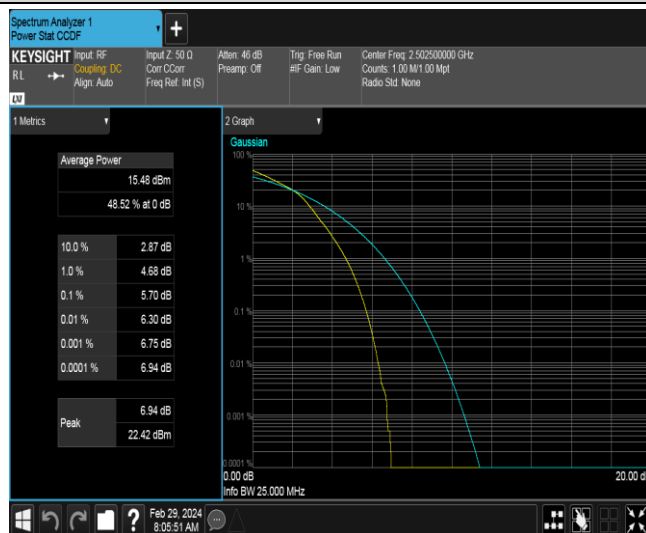 Spectrum Analyzer 1
Power Stat CCDF
KEYSIGHT
RL
LXI
Input: RF
Coupling: DC
Align: Auto
Input Z: 50 Ω
Corr CCorr
Freq Ref: Int (S)
Atten: 46 dB
Preamp: Off
Trig: Free Run
#IF Gain: Low
Center Freq: 2.502500000 GHz
Counts: 1.00 M/1.00 Mpt
Radio Std: None
1 Metrics
Average Power
15.48 dBm
48.52 % at 0 dB
10.0 % 2.87 dB
1.0 % 4.68 dB
0.1 % 5.70 dB
0.01 % 6.30 dB
0.001 % 6.75 dB
0.0001 % 6.94 dB
Peak 6.94 dB
22.42 dBm
2 Graph
Gaussian
100 %
10 %
1 %
0.1 %
0.01 %
0.001 %
0.0001 %
0.00 dB 20.00 d
Info BW 25.000 MHz
?
Feb 29, 2024
8:05:51 AM